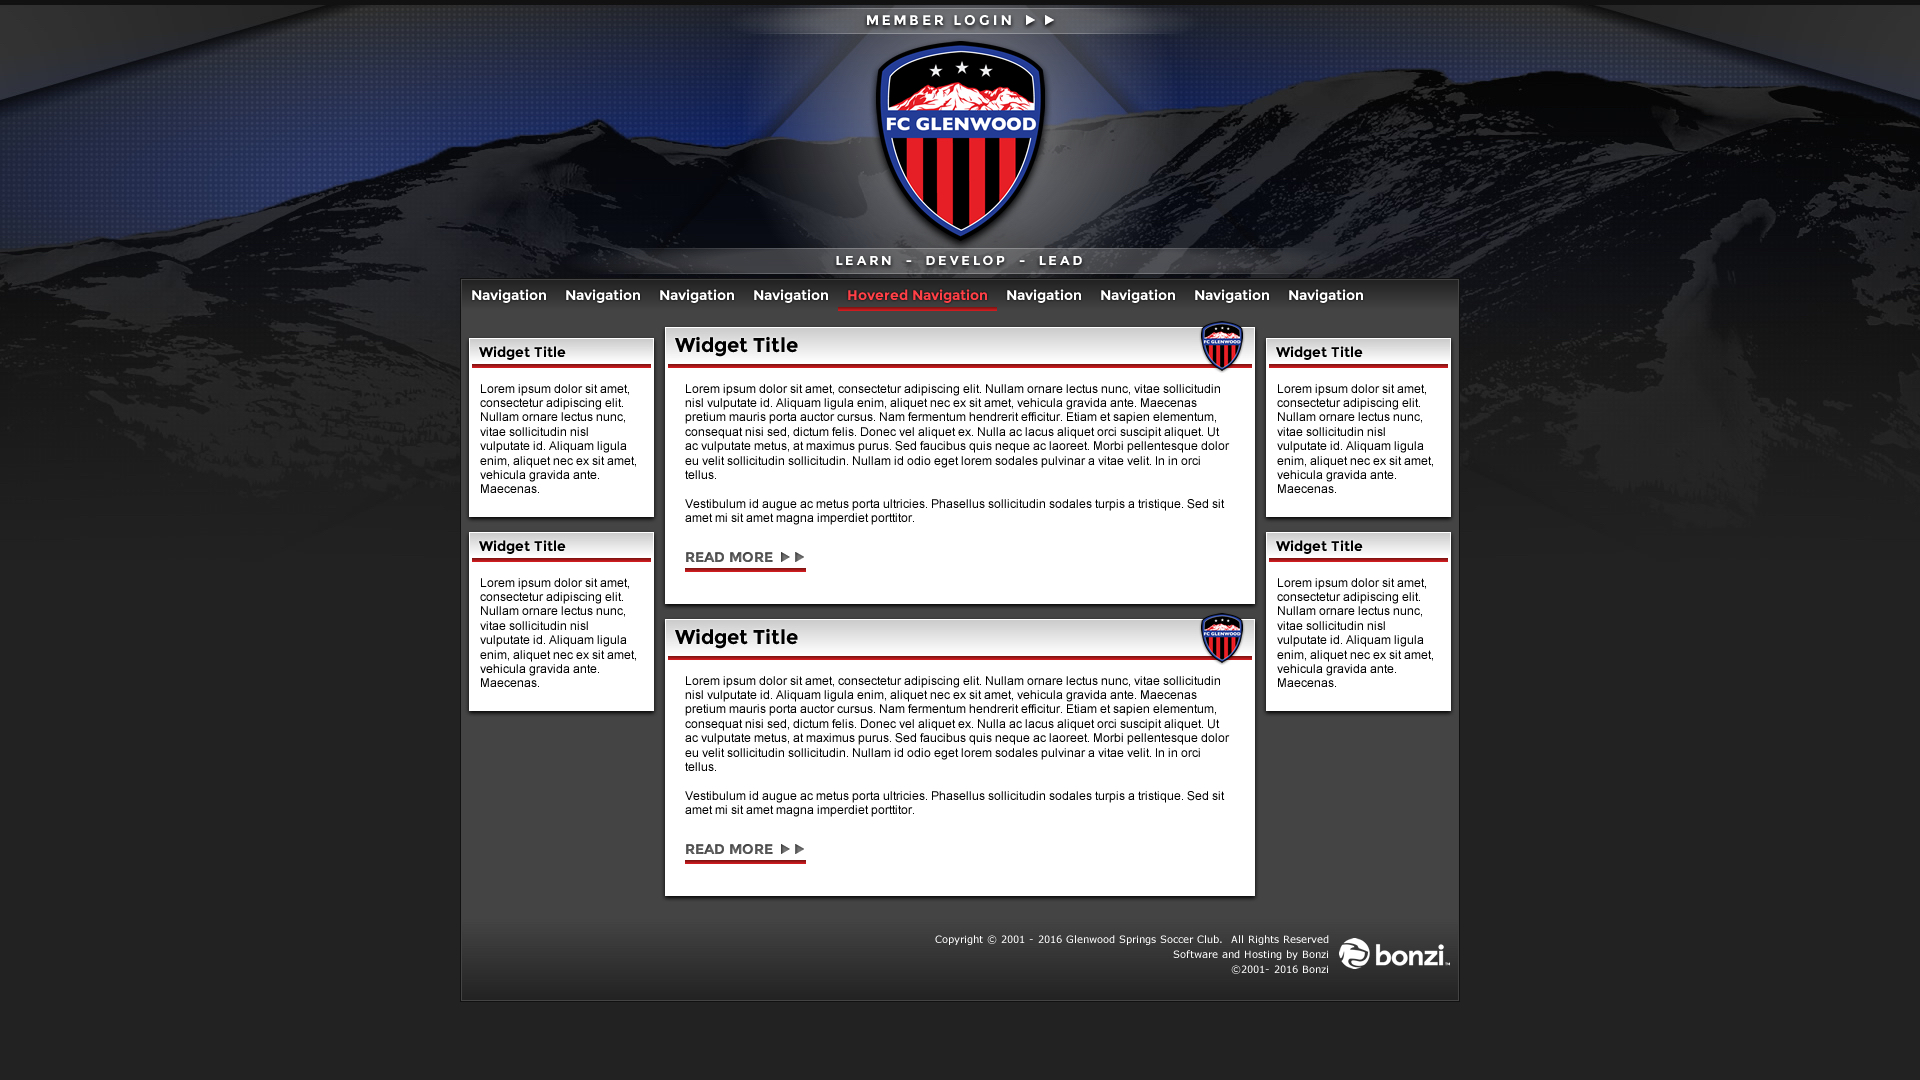 MEMBER LOGIN
FC GLENWOOD
LEARN - DEVELOP - LEAD
Navigation Navigation Navigation Navigation Hovered Navigation Navigation Navigation Navigation Navigation
Widget Title
Lorem ipsum dolor sit amet,
consectetur adipiscing elit.
Nullam ornare lectus nunc,
vitae sollicitudin nisl
vulputate id. Aliquam ligula
enim, aliquet nec ex sit amet,
vehicula gravida ante.
Maecenas.
Widget Title
Lorem ipsum dolor sit amet,
consectetur adipiscing elit.
Nullam ornare lectus nunc,
vitae sollicitudin nisl
vulputate id. Aliquam ligula
enim, aliquet nec ex sit amet,
vehicula gravida ante.
Maecenas.
Widget Title
FC GLENWOOD
Lorem ipsum dolor sit amet, consectetur adipiscing elit. Nullam ornare lectus nunc, vitae sollicitudin
nisl vulputate id. Aliquam ligula enim, aliquet nec ex sit amet, vehicula gravida ante. Maecenas
pretium mauris porta auctor cursus. Nam fermentum hendrerit efficitur. Etiam et sapien elementum,
consequat nisi sed, dictum felis. Donec vel aliquet ex. Nulla ac lacus aliquet orci suscipit aliquet. Ut
ac vulputate metus, at maximus purus. Sed faucibus quis neque ac laoreet. Morbi pellentesque dolor
eu velit sollicitudin sollicitudin. Nullam id odio eget lorem sodales pulvinar a vitae velit. In in orci
tellus.
Vestibulum id augue ac metus porta ultricies. Phasellus sollicitudin sodales turpis a tristique. Sed sit
amet mi sit amet magna imperdiet porttitor.
READ MORE
Widget Title
FC GLENWOOD
Lorem ipsum dolor sit amet, consectetur adipiscing elit. Nullam ornare lectus nunc, vitae sollicitudin
nisl vulputate id. Aliquam ligula enim, aliquet nec ex sit amet, vehicula gravida ante. Maecenas
pretium mauris porta auctor cursus. Nam fermentum hendrerit efficitur. Etiam et sapien elementum,
consequat nisi sed, dictum felis. Donec vel aliquet ex. Nulla ac lacus aliquet orci suscipit aliquet. Ut
ac vulputate metus, at maximus purus. Sed faucibus quis neque ac laoreet. Morbi pellentesque dolor
eu velit sollicitudin sollicitudin. Nullam id odio eget lorem sodales pulvinar a vitae velit. In in orci
tellus.
Vestibulum id augue ac metus porta ultricies. Phasellus sollicitudin sodales turpis a tristique. Sed sit
amet mi sit amet magna imperdiet porttitor.
READ MORE
Widget Title
Lorem ipsum dolor sit amet,
consectetur adipiscing elit.
Nullam ornare lectus nunc,
vitae sollicitudin nisl
vulputate id. Aliquam ligula
enim, aliquet nec ex sit amet,
vehicula gravida ante.
Maecenas.
Widget Title
Lorem ipsum dolor sit amet,
consectetur adipiscing elit.
Nullam ornare lectus nunc,
vitae sollicitudin nisl
vulputate id. Aliquam ligula
enim, aliquet nec ex sit amet,
vehicula gravida ante.
Maecenas.
Copyright © 2001 - 2016 Glenwood Springs Soccer Club. All Rights Reserved
Software and Hosting by Bonzi
©2001- 2016 Bonzi
bonzi™